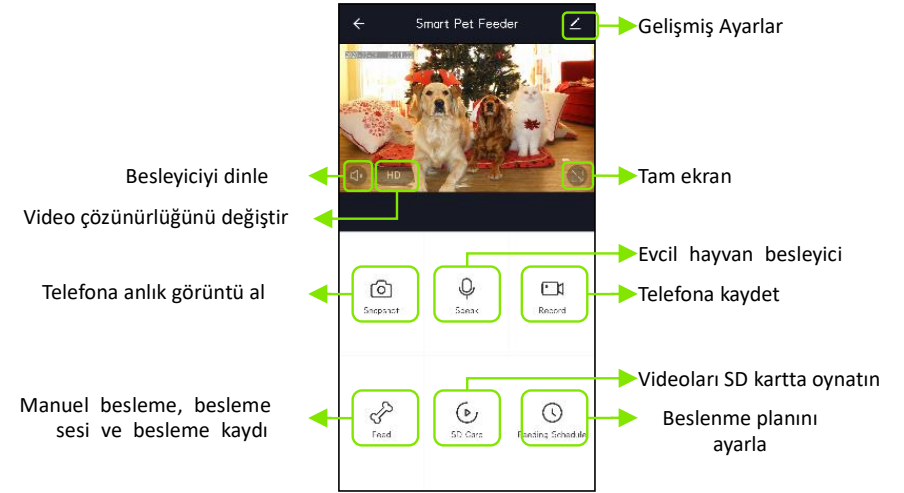 Smart Pet Feeder
Gelişmiş Ayarlar
Besleyiciyi dinle
HD
Tam ekran
Video çözünürlüğünü değiştir
Evcil hayvan besleyici
Telefona anlık görüntü al
Snapshot
Speak
Record
Telefona kaydet
Videoları SD kartta oynatın
Manuel besleme, besleme
sesi ve besleme kaydı
Feed
SD Card
Feeding Schedule
Beslenme planını
ayarla